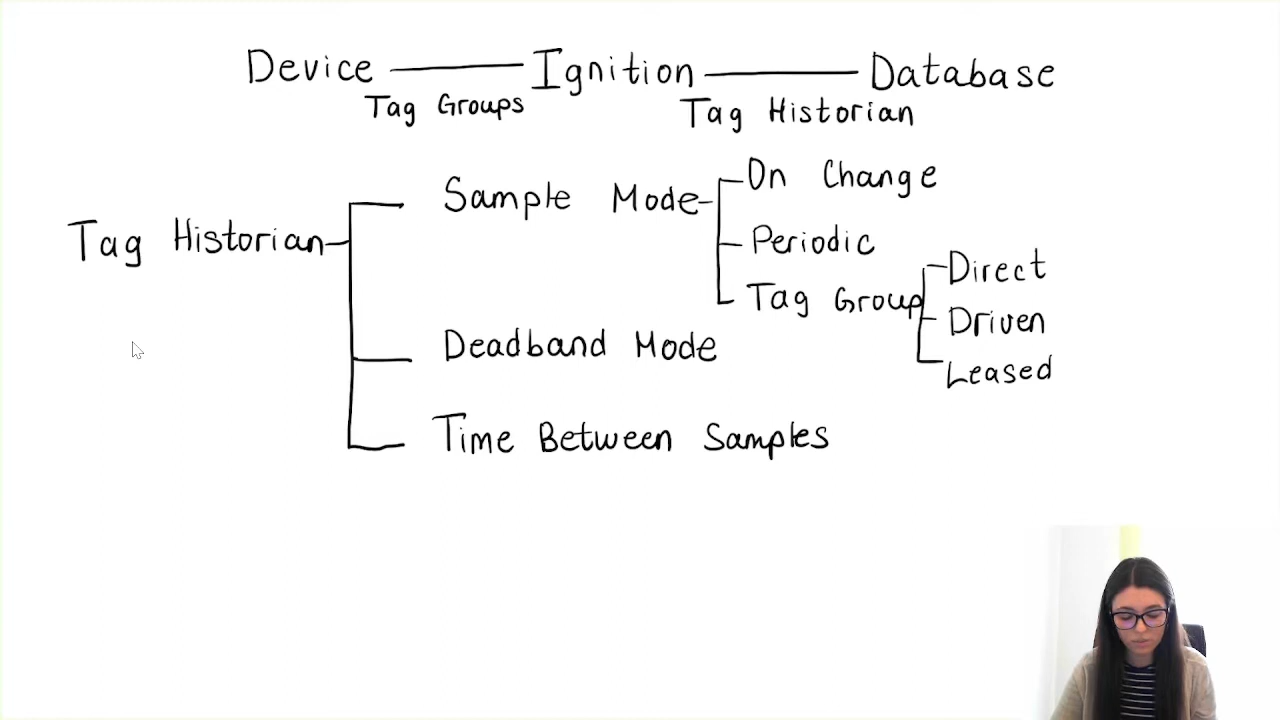 Device Ignition Database
Tag Groups Tag Historian
Tag Historian
Sample Mode
On Change
Periodic
Tag Group
Direct
Driven
Leased
Deadband Mode
Time Between Samples